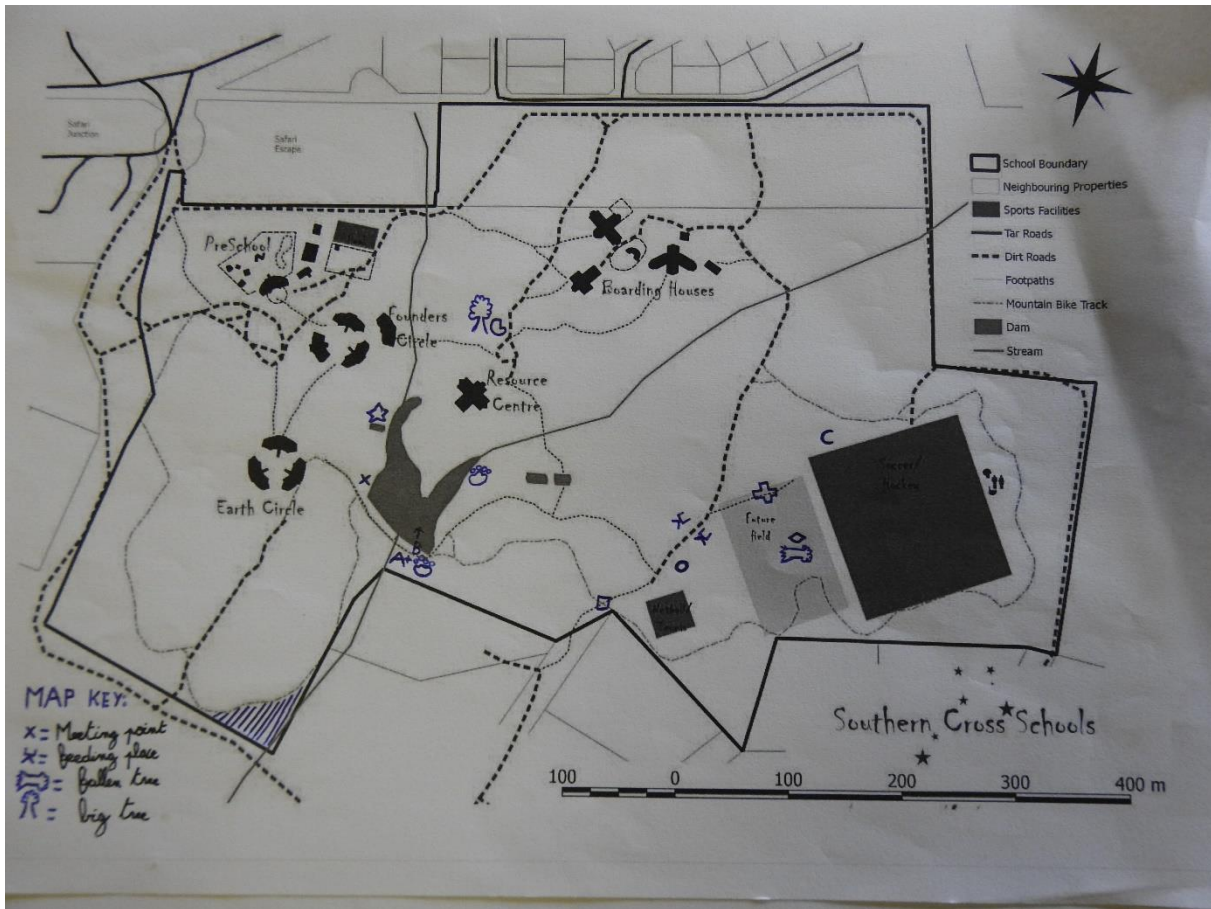 Safari
Junction
Safari
Escape
School Boundary
Neighbouring Properties
Sports Facilities
Tar Roads
Dirt Roads
Footpaths
Mountain Bike Track
Dam
Stream
PreSchool
Boarding Houses
Founders
Circle
Resource
Centre
C
Soccer/
Hockey
Earth Circle
Future
field
A+
B
MAP KEY:
x = Meeting point
= Feeding place
= Fallen tree
= big tree
Southern Cross Schools
100 0 100 200 300 400 m